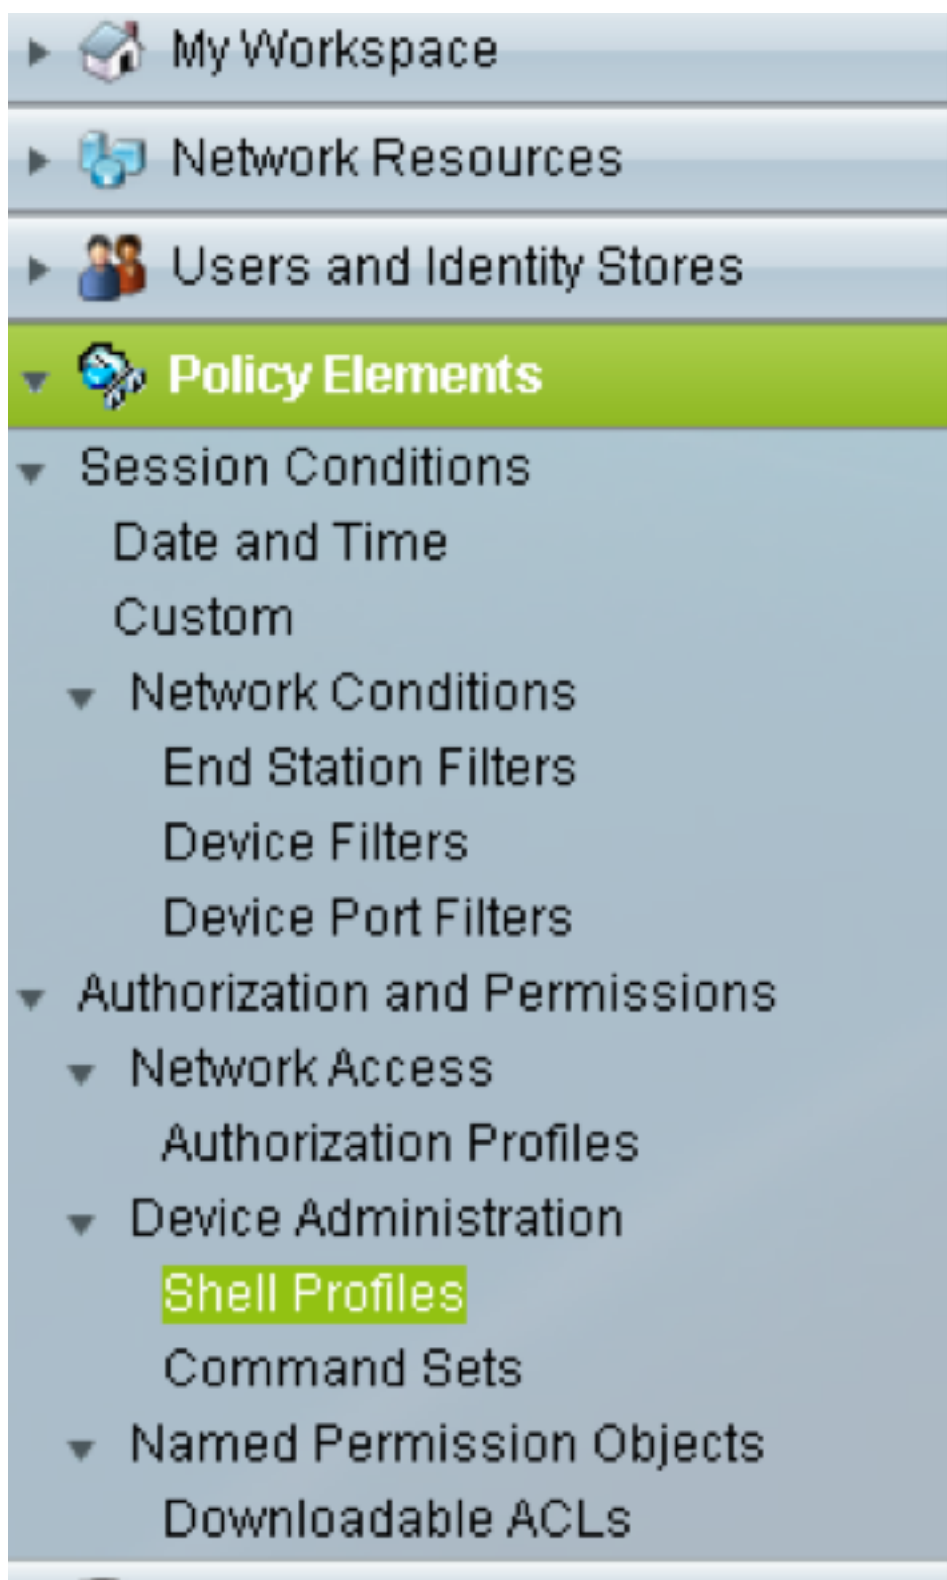 My Workspace
Network Resources
Users and Identity Stores
Policy Elements
Session Conditions
Date and Time
Custom
Network Conditions
End Station Filters
Device Filters
Device Port Filters
Authorization and Permissions
Network Access
Authorization Profiles
Device Administration
Shell Profiles
Command Sets
Named Permission Objects
Downloadable ACLs